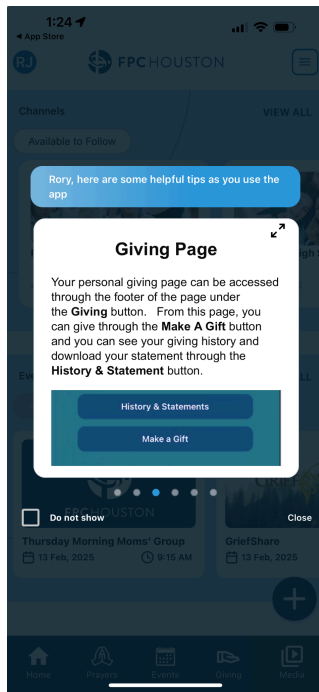 1:24
App Store
RJ
FPC HOUSTON
Channels
VIEW ALL
Available to Follow
Rory, here are some helpful tips as you use the
app
Giving Page
Your personal giving page can be accessed
through the footer of the page under
the Giving button. From this page, you
can give through the Make A Gift button
and you can see your giving history and
download your statement through the
History & Statement button.
History & Statements
Make a Gift
FPC HOUSTON
Do not show
Close
Thursday Morning Moms' Group
GriefShare
13 Feb, 2025
9:15 AM
13 Feb, 2025
Home
Prayers
Events
Giving
Media